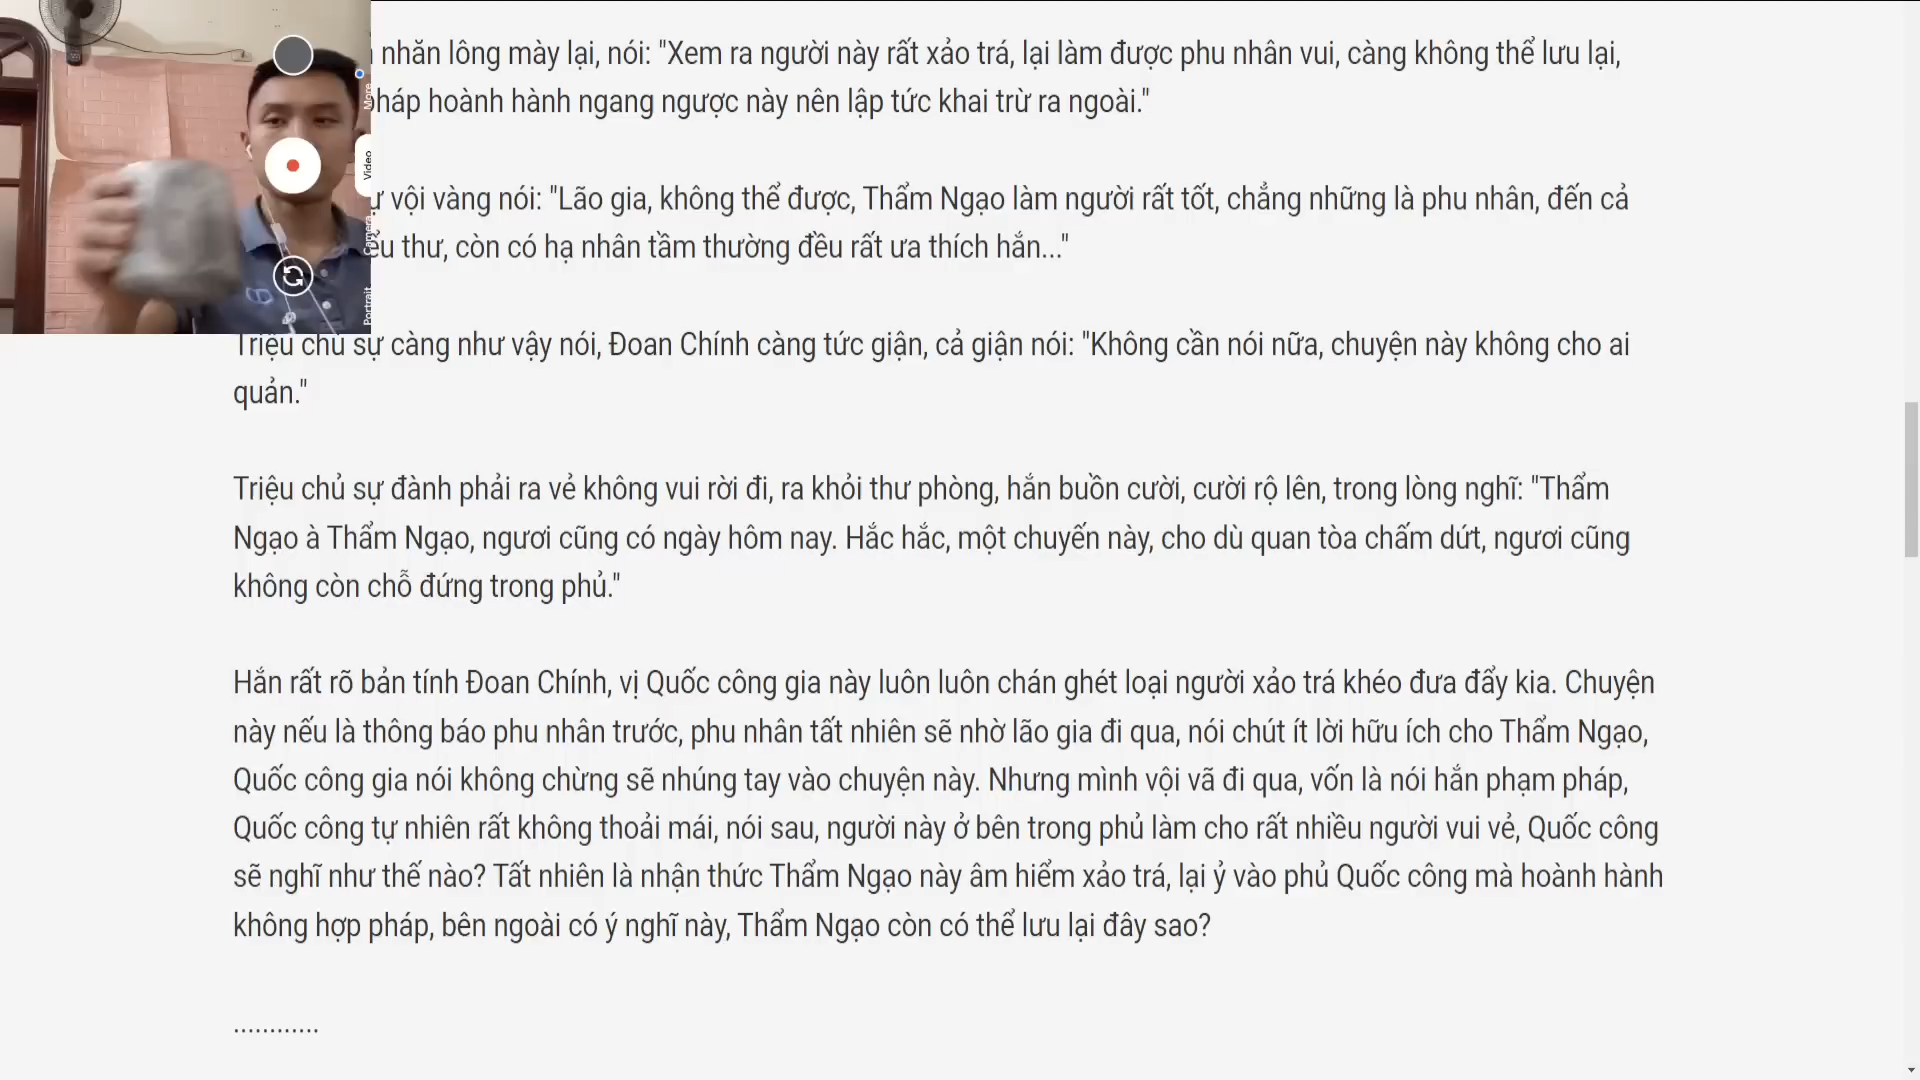 nhăn lông mày lại, nói: "Xem ra người này rất xảo trá, lại làm được phu nhân vui, càng không thể lưu lại,
hoành hành ngang ngược này nên lập tức khai trừ ra ngoài."
vội vàng nói: "Lão gia, không thể được, Thẩm Ngạo làm người rất tốt, chẳng những là phu nhân, đến cả
thư, còn có hạ nhân tầm thường đều rất ưa thích hắn..."
Triệu chủ sự càng như vậy nói, Đoan Chính càng tức giận, cả giận nói: "Không cần nói nữa, chuyện này không cho ai
quản."
Triệu chủ sự đành phải ra vẻ không vui rời đi, ra khỏi thư phòng, hắn buồn cười, cười rộ lên, trong lòng nghĩ: "Thẩm
Ngạo à Thẩm Ngạo, ngươi cũng có ngày hôm nay. Hắc hắc, một chuyến này, cho dù quan tòa chấm dứt, ngươi cũng
không còn chỗ đứng trong phủ."
Hắn rất rõ bản tính Đoan Chính, vị Quốc công gia này luôn luôn chán ghét loại người xảo trá khéo đưa đẩy kia. Chuyện
này nếu là thông báo phu nhân trước, phu nhân tất nhiên sẽ nhờ lão gia đi qua, nói chút ít lời hữu ích cho Thẩm Ngạo,
Quốc công gia nói không chừng sẽ nhúng tay vào chuyện này. Nhưng mình vội vã đi qua, vốn là nói hắn phạm pháp,
Quốc công tự nhiên rất không thoải mái, nói sau, người này ở bên trong phủ làm cho rất nhiều người vui vẻ, Quốc công
sẽ nghĩ như thế nào? Tất nhiên là nhận thức Thẩm Ngạo này âm hiểm xảo trá, lại ỷ vào phủ Quốc công mà hoành hành
không hợp pháp, bên ngoài có ý nghĩ này, Thẩm Ngạo còn có thể lưu lại đây sao?
............
More
Video
Camera
Portrait